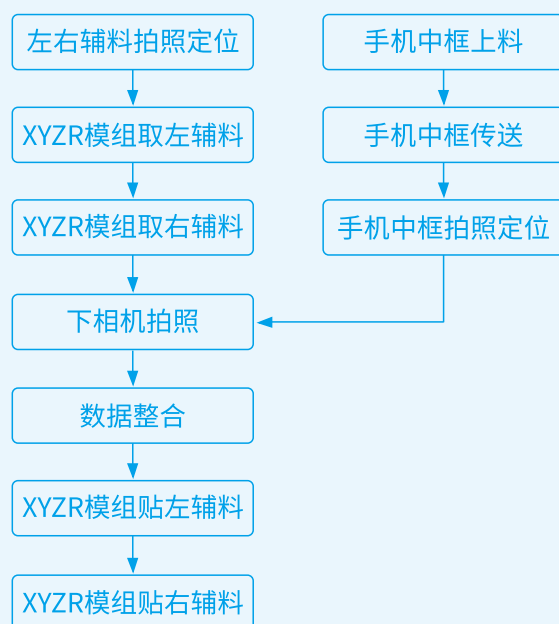 左右辅料拍照定位
XYZR模组取左辅料
XYZR模组取右辅料
下相机拍照
数据整合
XYZR模组贴左辅料
XYZR模组贴右辅料
手机中框上料
手机中框传送
手机中框拍照定位